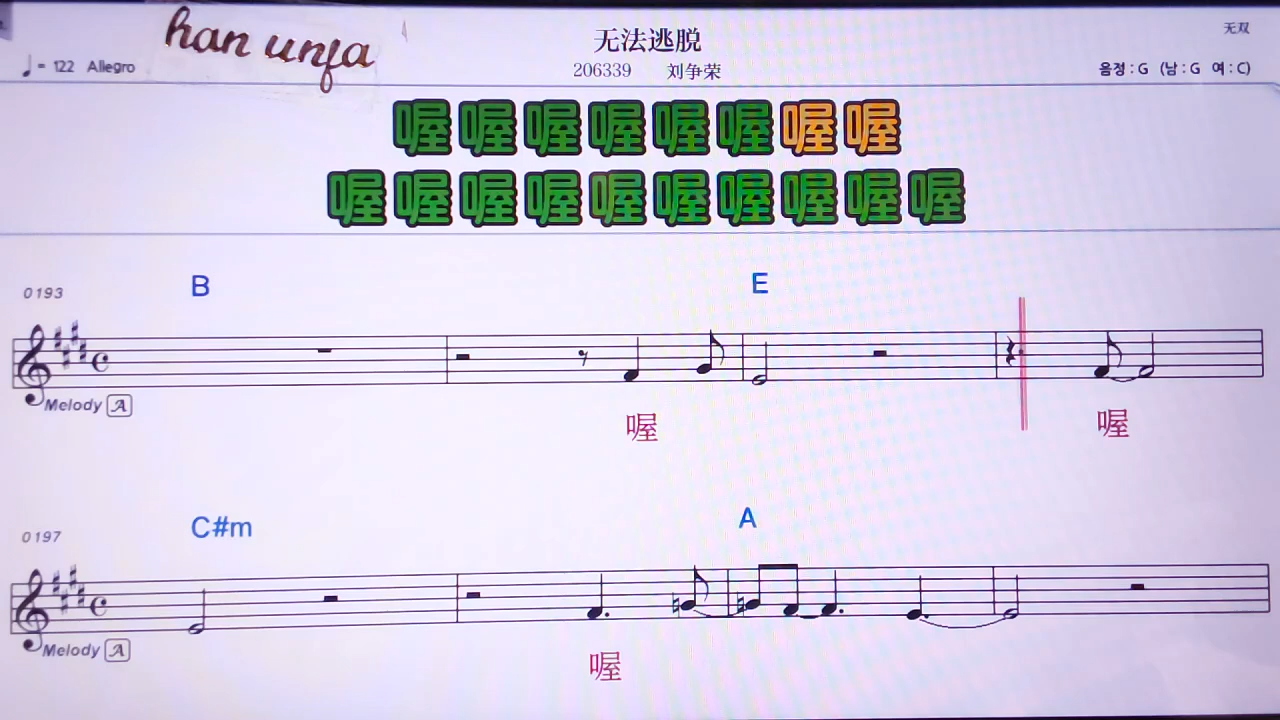 han unfa
无法逃脱
无双
♩= 122 Allegro
206339 刘争荣
음정 : G (남 : G 여 : C)
喔喔喔喔喔喔喔喔
喔喔喔喔喔喔喔喔喔喔
0193
B E
Melody A
喔 喔
0197
C#m A
Melody A
喔